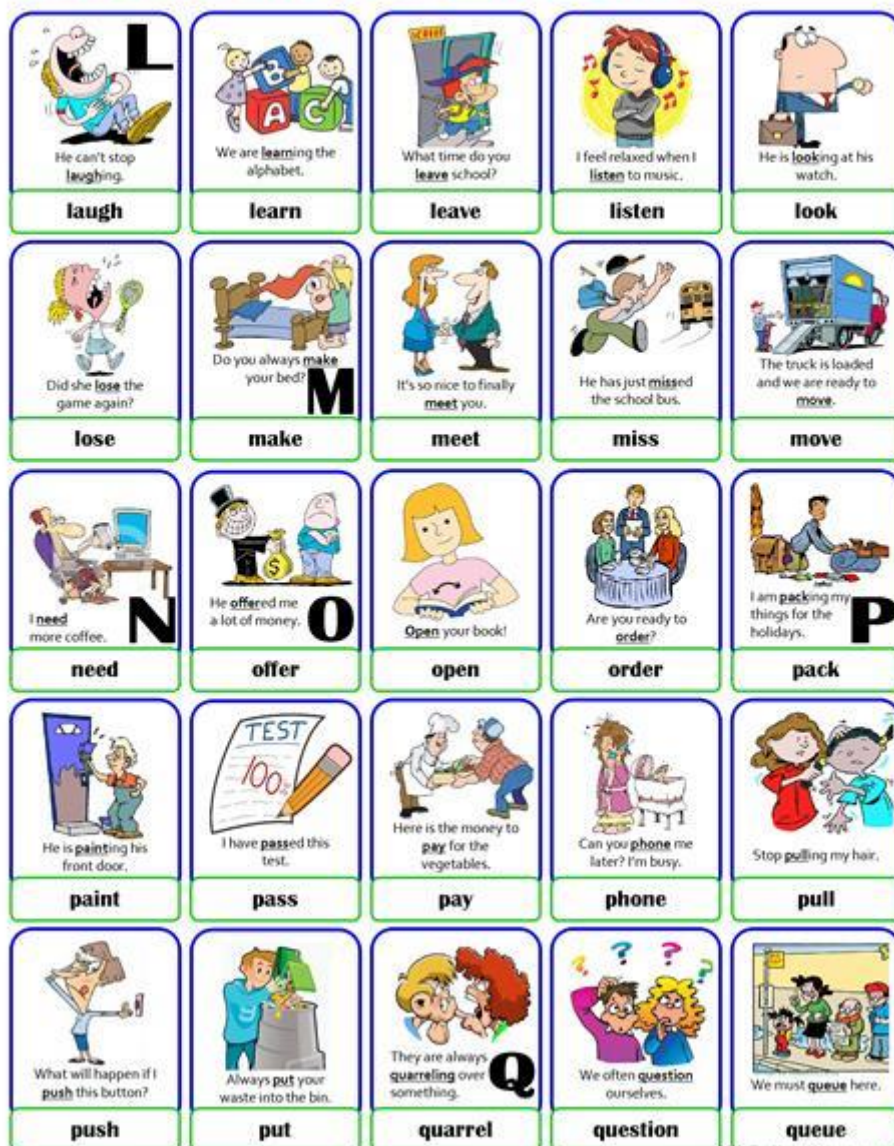 L
He can't stop
laughing.
laugh
B
A C
We are learning the
alphabet.
learn
SCHOOL
What time do you
leave school?
leave
I feel relaxed when I
listen to music.
listen
He is looking at his
watch.
look
Did she lose the
game again?
lose
Do you always make
your bed?
M
make
It's so nice to finally
meet you.
meet
He has just missed
the school bus.
miss
The truck is loaded
and we are ready to
move.
move
I need
more coffee.
N
need
$
He offered me
a lot of money.
O
offer
Open your book!
open
Are you ready to
order?
order
I am packing my
things for the
holidays.
P
pack
He is painting his
front door.
paint
TEST
100%
I have passed this
test.
pass
Here is the money to
pay for the
vegetables.
pay
Can you phone me
later? I'm busy.
phone
Stop pulling my hair.
pull
What will happen if I
push this button?
push
Always put your
waste into the bin.
put
They are always
quarreling over
something.
Q
quarrel
? ? ? ?
We often question
ourselves.
question
We must queue here.
queue